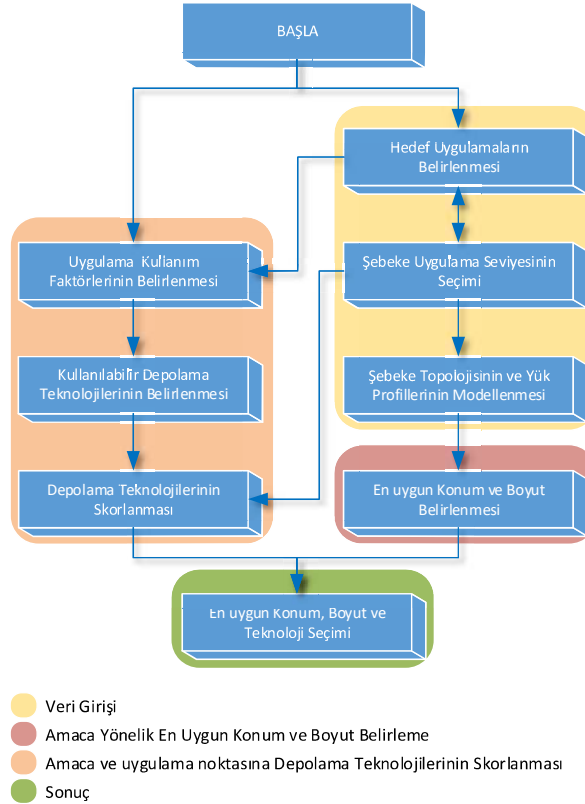 BAŞLA
Hedef Uygulamaların
Belirlenmesi
Uygulama Kullanım
Faktörlerinin Belirlenmesi
Şebeke Uygulama Seviyesinin
Seçimi
Kullanılabilir Depolama
Teknolojilerinin Belirlenmesi
Şebeke Topolojisinin ve Yük
Profillerinin Modellenmesi
Depolama Teknolojilerinin
Skorlanması
En uygun Konum ve Boyut
Belirlenmesi
En uygun Konum, Boyut ve
Teknoloji Seçimi
Veri Girişi
Amaca Yönelik En Uygun Konum ve Boyut Belirleme
Amaca ve uygulama noktasına Depolama Teknolojilerinin Skorlanması
Sonuç